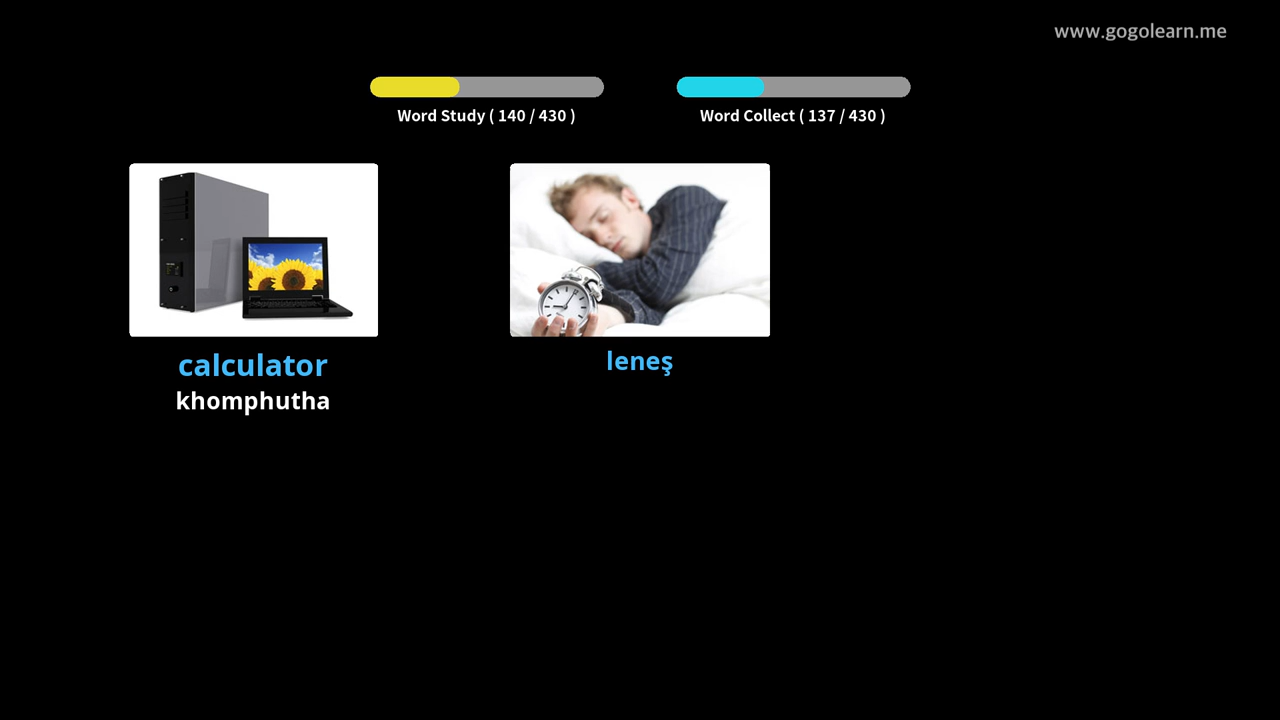 www.gogolearn.me
Word Study ( 140 / 430 )
Word Collect ( 137 / 430 )
calculator
khomphutha
leneş